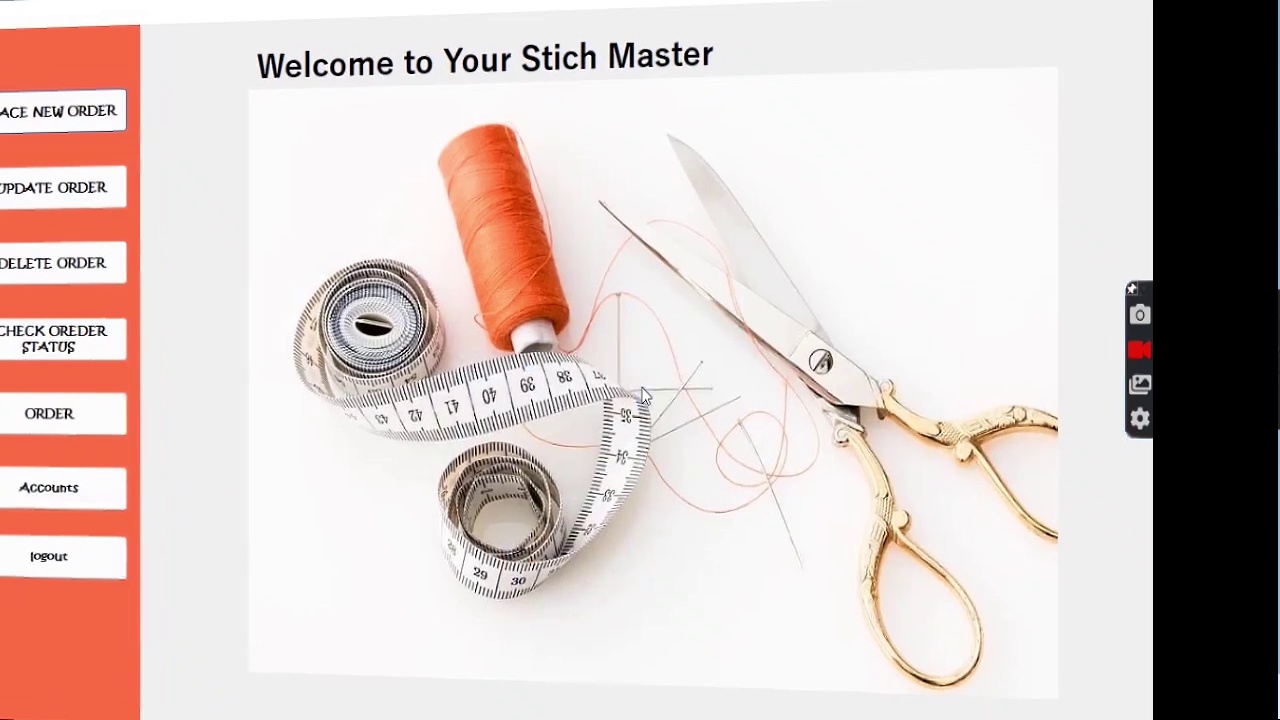 Welcome to Your Stich Master
ACE NEW ORDER
UPDATE ORDER
DELETE ORDER
CHECK OREDER
STATUS
ORDER
Accounts
logout
43 42 41 40 39 38 37
35
34
33
29 30